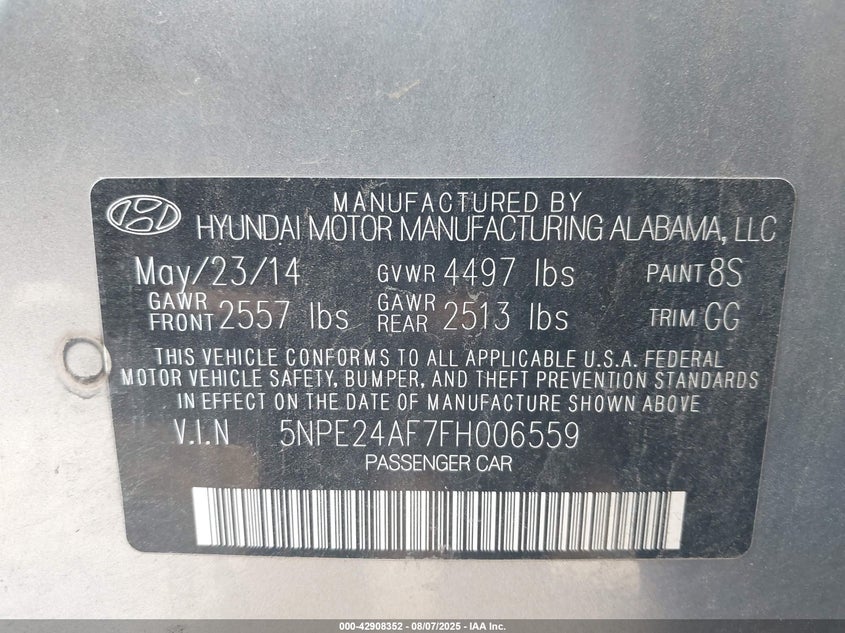 MANUFACTURED BY
HYUNDAI MOTOR MANUFACTURING ALABAMA, LLC
May/23/14 GVWR 4497 lbs PAINT 8S
GAWR FRONT 2557 lbs GAWR REAR 2513 lbs TRIM GG
THIS VEHICLE CONFORMS TO ALL APPLICABLE U.S.A. FEDERAL
MOTOR VEHICLE SAFETY, BUMPER, AND THEFT PREVENTION STANDARDS
IN EFFECT ON THE DATE OF MANUFACTURE SHOWN ABOVE
V.I.N 5NPE24AF7FH006559
PASSENGER CAR
000-42908352 - 08/07/2025 - IAA Inc.